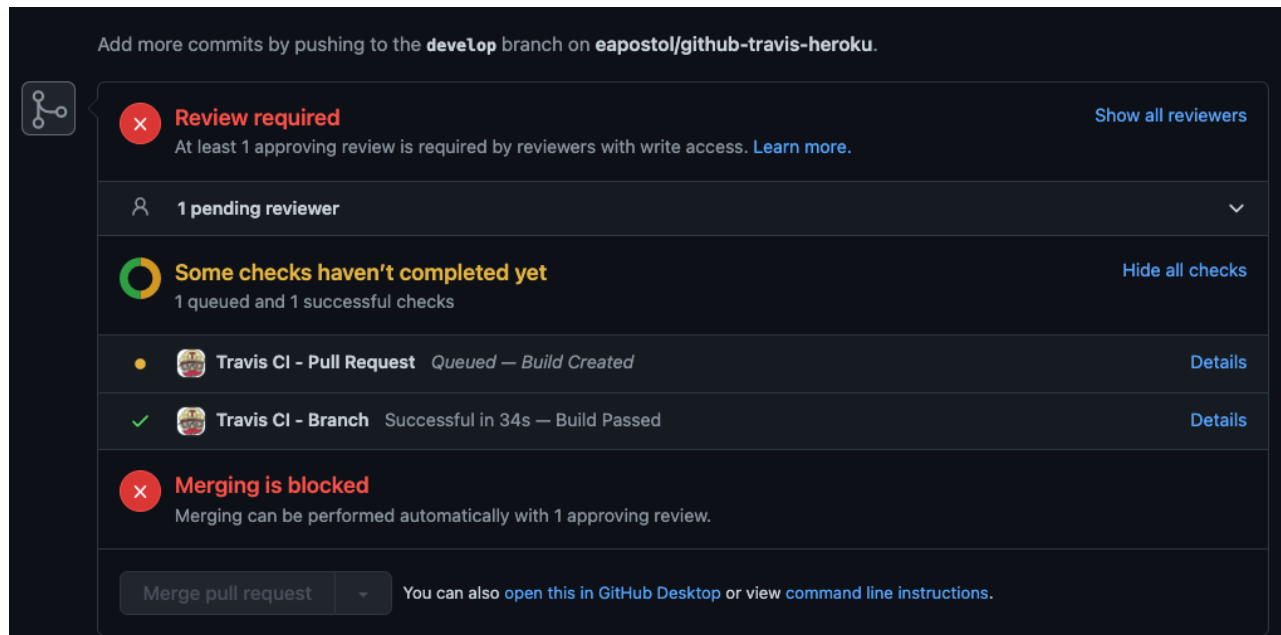 Add more commits by pushing to the develop branch on eapostol/github-travis-heroku.
Review required
Show all reviewers
At least 1 approving review is required by reviewers with write access. Learn more.
1 pending reviewer
Some checks haven’t completed yet
Hide all checks
1 queued and 1 successful checks
Travis CI - Pull Request Queued — Build Created
Details
Travis CI - Branch Successful in 34s — Build Passed
Details
Merging is blocked
Merging can be performed automatically with 1 approving review.
Merge pull request
You can also open this in GitHub Desktop or view command line instructions.